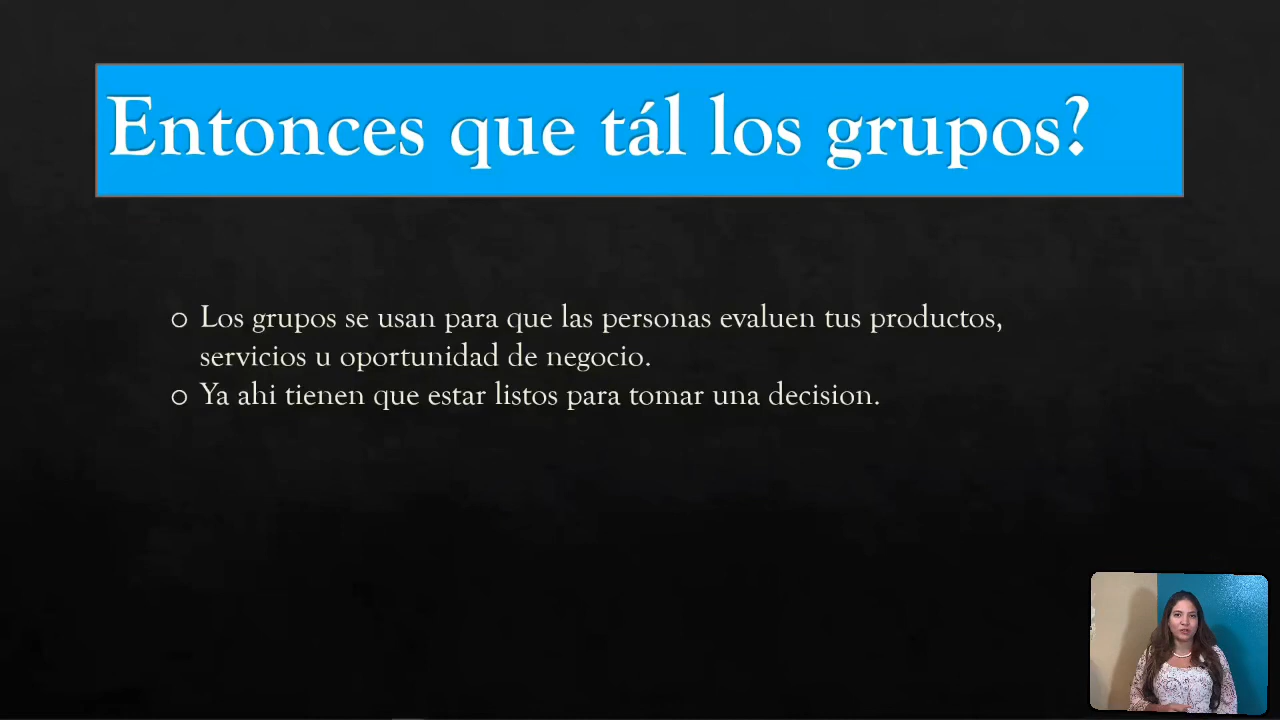 Entonces que tál los grupos?
o Los grupos se usan para que las personas evaluen tus productos,
servicios u oportunidad de negocio.
o Ya ahi tienen que estar listos para tomar una decision.